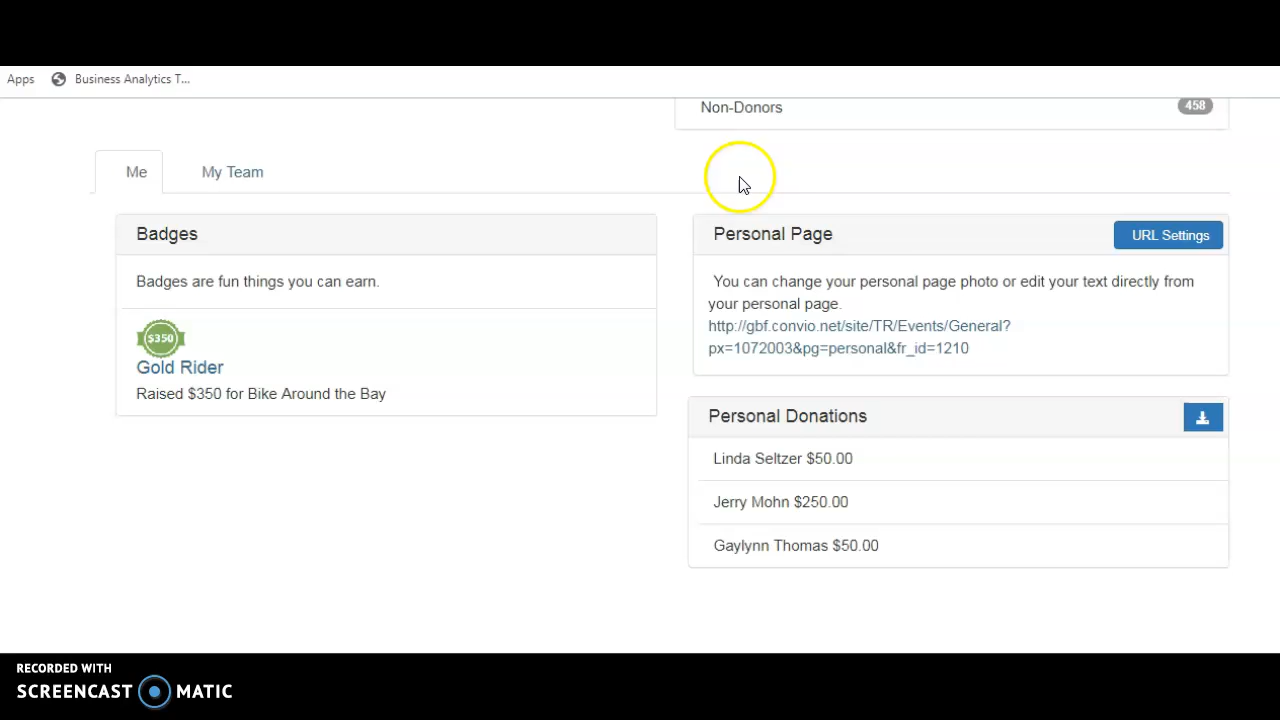 Apps Business Analytics T...
Non-Donors 458
Me My Team
Badges
Badges are fun things you can earn.
$350
Gold Rider
Raised $350 for Bike Around the Bay
Personal Page URL Settings
You can change your personal page photo or edit your text directly from
your personal page.
http://gbf.convio.net/site/TR/Events/General?
px=1072003&pg=personal&fr_id=1210
Personal Donations
Linda Seltzer $50.00
Jerry Mohn $250.00
Gaylynn Thomas $50.00
RECORDED WITH
SCREENCAST MATIC